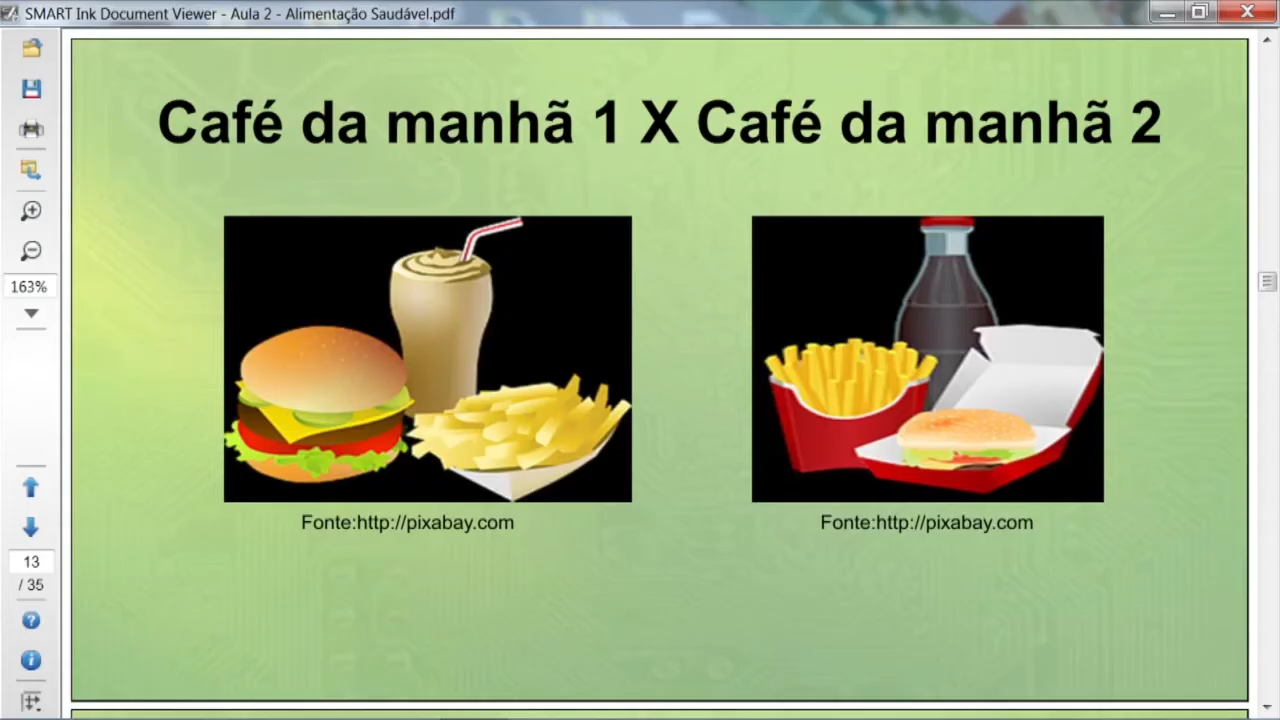 SMART Ink Document Viewer - Aula 2 - Alimentação Saudável.pdf
Café da manhã 1 X Café da manhã 2
163%
Fonte:http://pixabay.com
Fonte:http://pixabay.com
13
/ 35